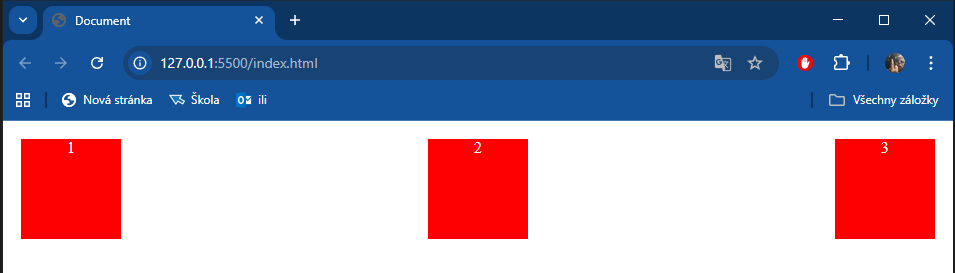 Document
127.0.0.1:5500/index.html
Nová stránka Škola ili Všechny záložky
1 2 3